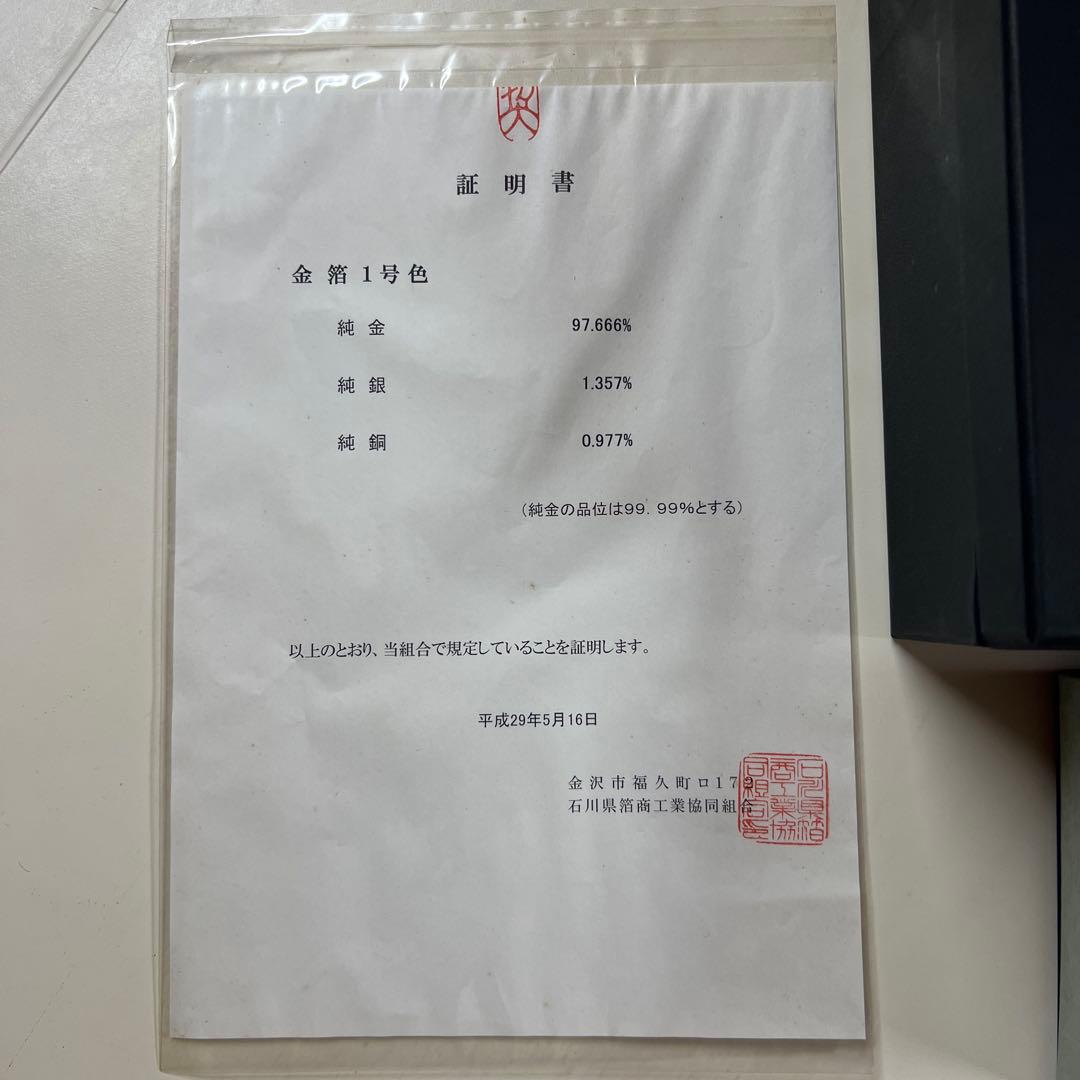 証明書
金箔1号色
純金 97.666%
純銀 1.357%
純銅 0.977%
(純金の品位は99.99%とする)
以上のとおり、当組合で規定していることを証明します。
平成29年5月16日
金沢市福久町ロ172
石川県箔商工業協同組合